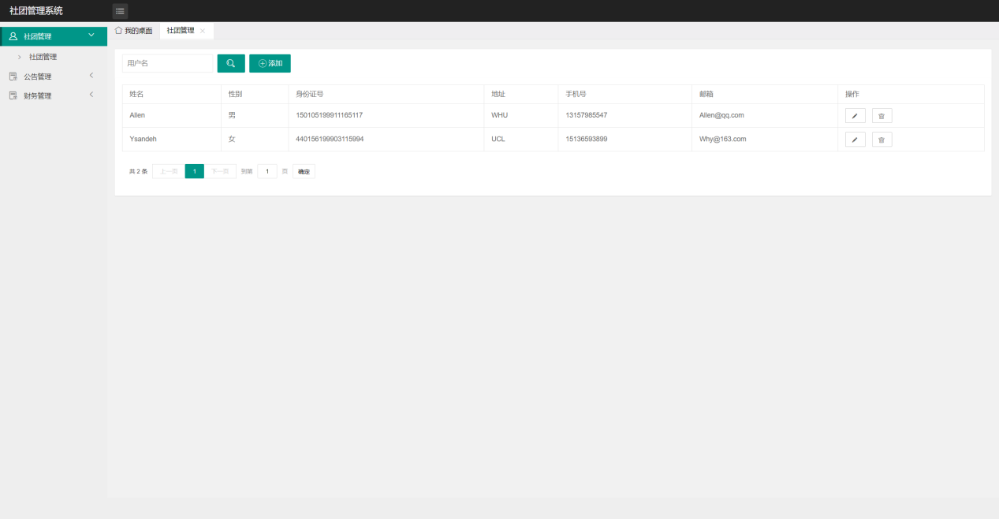 社团管理系统
社团管理
社团管理
公告管理
财务管理
我的桌面 社团管理
用户名 添加
姓名 性别 身份证号 地址 手机号 邮箱 操作
Allen 男 150105199911165117 WHU 13157985547 Allen@qq.com
Ysandeh 女 440156199903115994 UCL 15136593899 Why@163.com
共 2 条 上一页 1 下一页 到第 1 页 确定